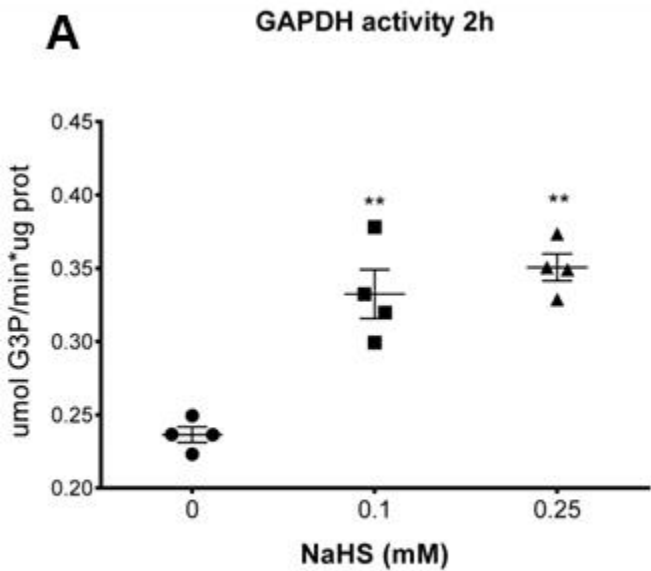 A
GAPDH activity 2h
umol G3P/min*ug prot
0.45
0.40
0.35
0.30
0.25
0.20
**
**
0
0.1
0.25
NaHS (mM)